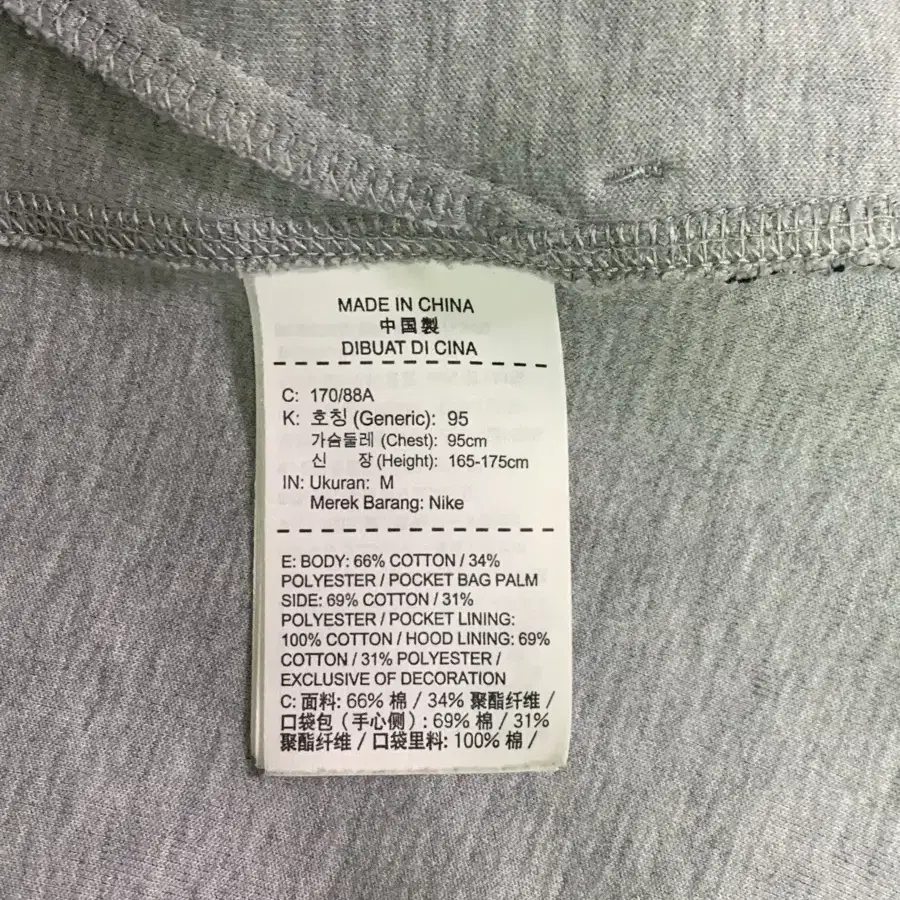 MADE IN CHINA
中国製
DIBUAT DI CINA
C: 170/88A
K: 호칭 (Generic): 95
가슴둘레 (Chest): 95cm
신 장 (Height): 165-175cm
IN: Ukuran: M
Merek Barang: Nike
E: BODY: 66% COTTON / 34%
POLYESTER / POCKET BAG PALM
SIDE: 69% COTTON / 31%
POLYESTER / POCKET LINING:
100% COTTON / HOOD LINING: 69%
COTTON / 31% POLYESTER /
EXCLUSIVE OF DECORATION
C: 面料: 66% 棉 / 34% 聚酯纤维 /
口袋包（手心侧）: 69% 棉 / 31%
聚酯纤维 / 口袋里料: 100% 棉 /